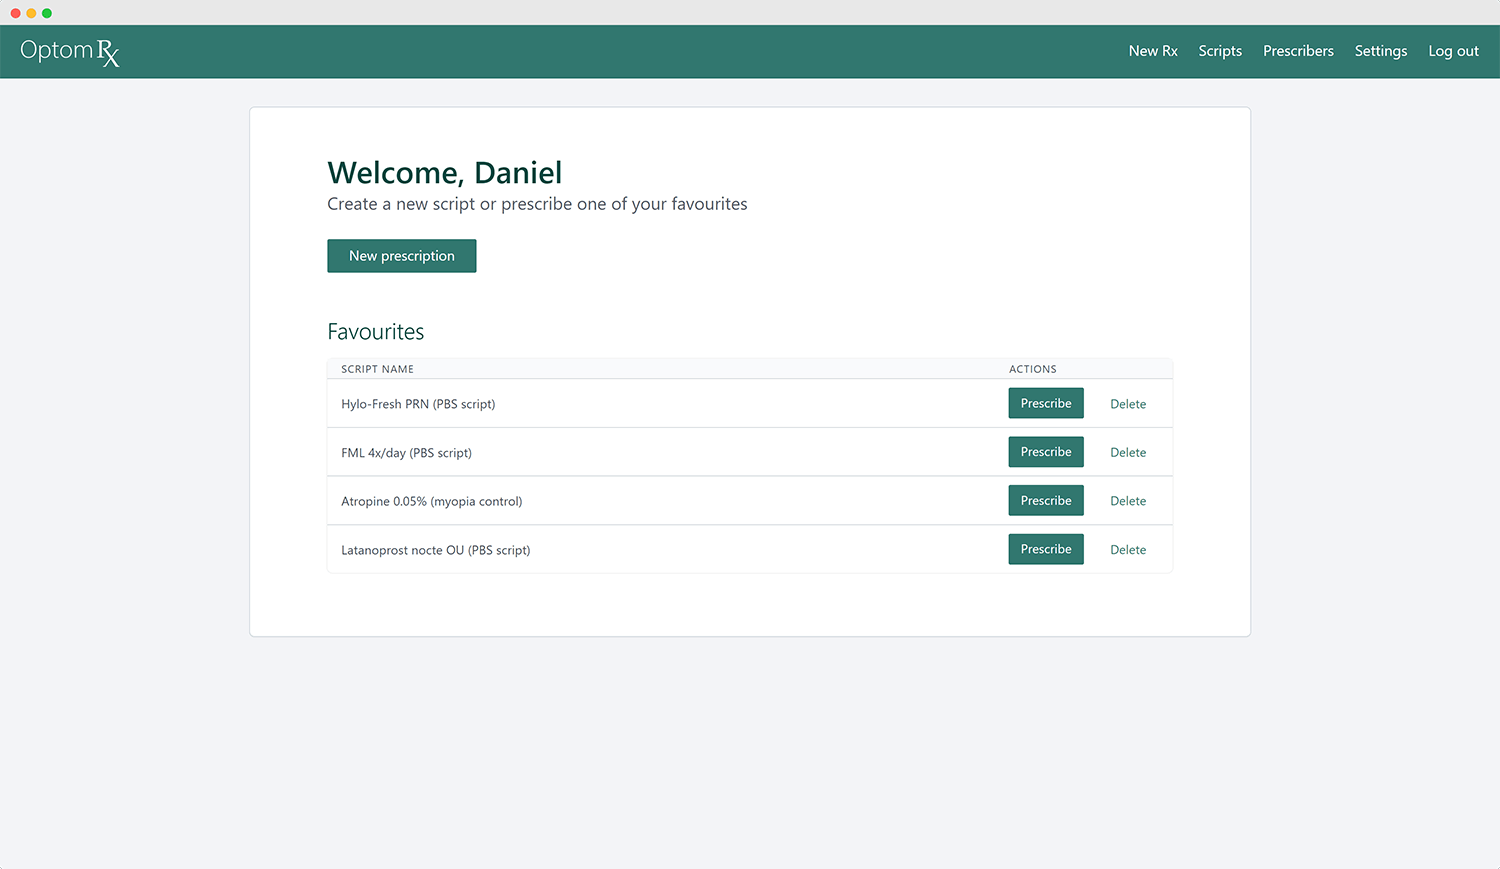 Optom Rx
New Rx Scripts Prescribers Settings Log out
Welcome, Daniel
Create a new script or prescribe one of your favourites
New prescription
Favourites
SCRIPT NAME ACTIONS
Hylo-Fresh PRN (PBS script) Prescribe Delete
FML 4x/day (PBS script) Prescribe Delete
Atropine 0.05% (myopia control) Prescribe Delete
Latanoprost nocte OU (PBS script) Prescribe Delete